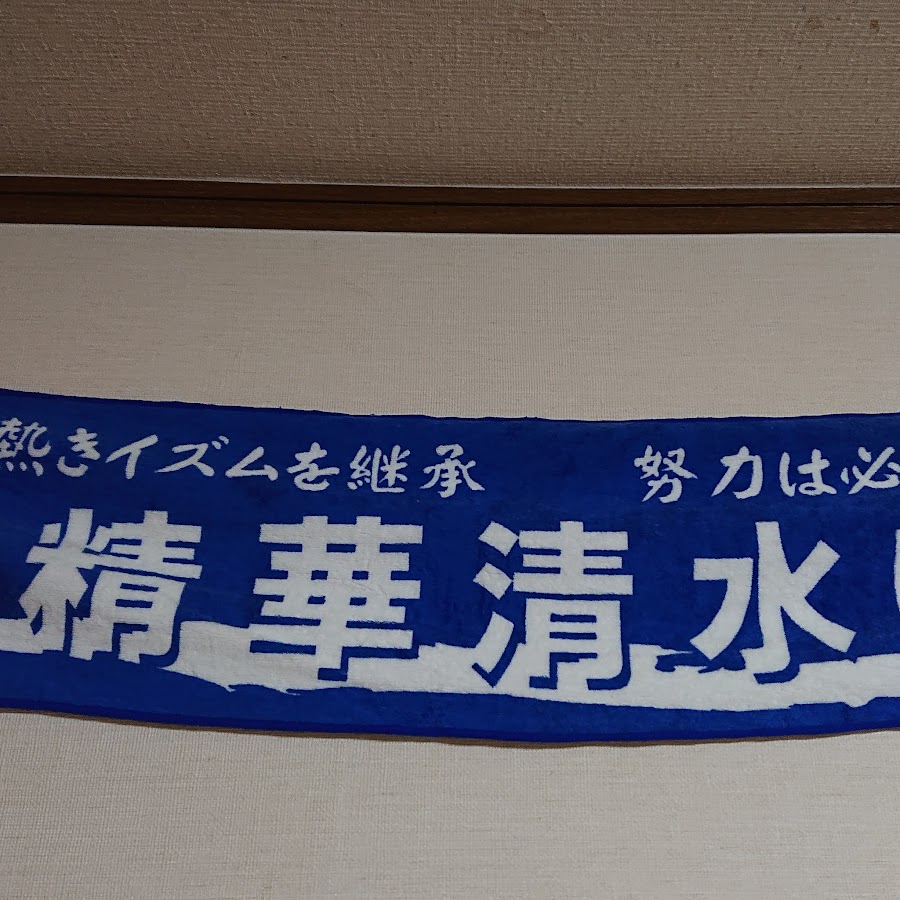 熱きイズムを継承 努力は必
精華清水